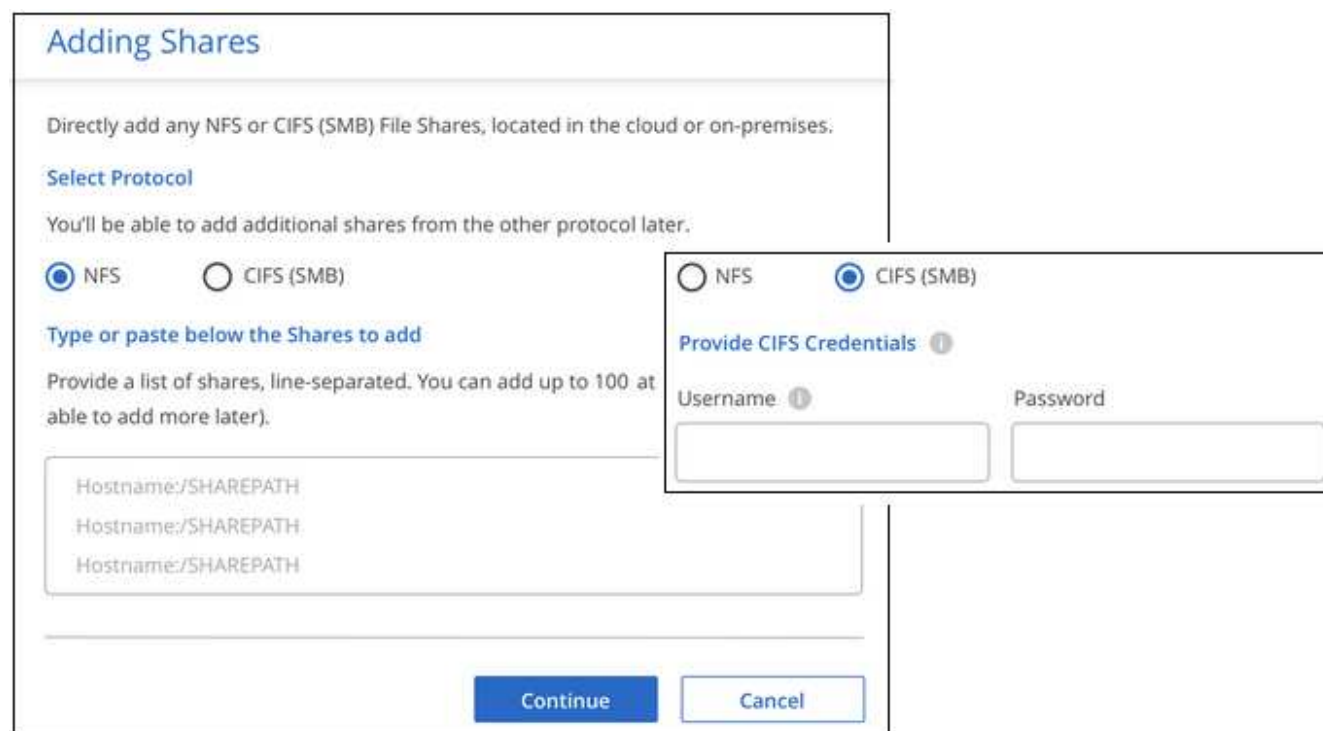 Adding Shares
Directly add any NFS or CIFS (SMB) File Shares, located in the cloud or on-premises.
Select Protocol
You'll be able to add additional shares from the other protocol later.
NFS CIFS (SMB)
Type or paste below the Shares to add
Provide a list of shares, line-separated. You can add up to 100 at
able to add more later).
Hostname:/SHAREPATH
Hostname:/SHAREPATH
Hostname:/SHAREPATH
Continue Cancel
NFS CIFS (SMB)
Provide CIFS Credentials i
Username i Password